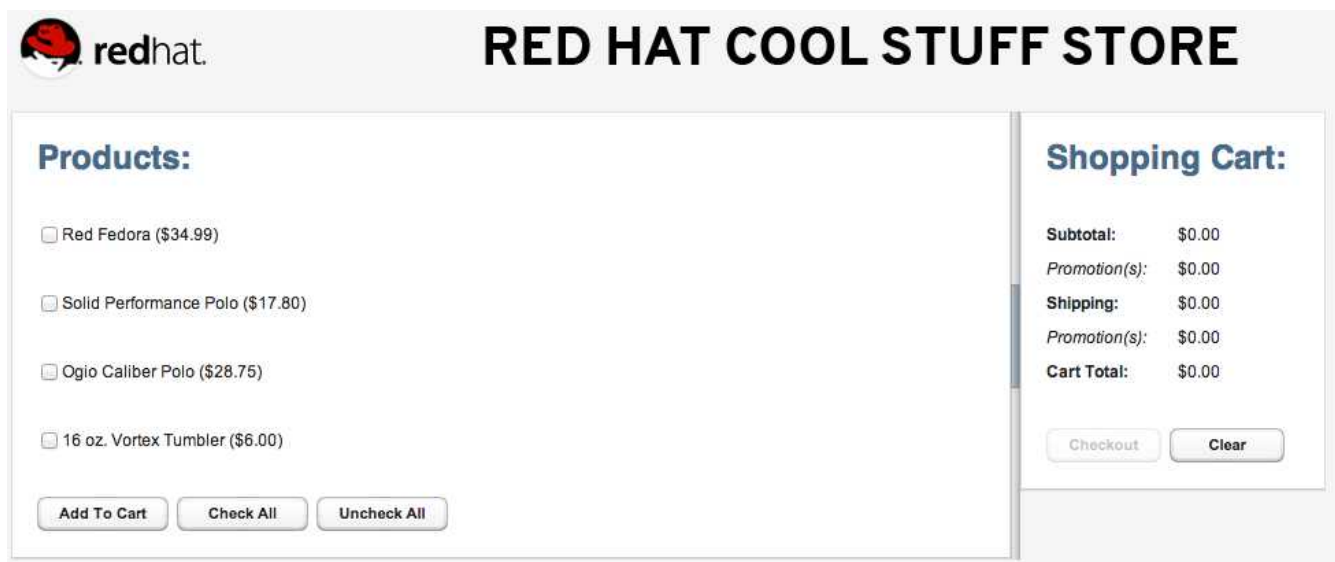 redhat.
RED HAT COOL STUFF STORE
Products:
Red Fedora ($34.99)
Solid Performance Polo ($17.80)
Ogio Caliber Polo ($28.75)
16 oz. Vortex Tumbler ($6.00)
Add To Cart Check All Uncheck All
Shopping Cart:
Subtotal: $0.00
Promotion(s): $0.00
Shipping: $0.00
Promotion(s): $0.00
Cart Total: $0.00
Checkout Clear